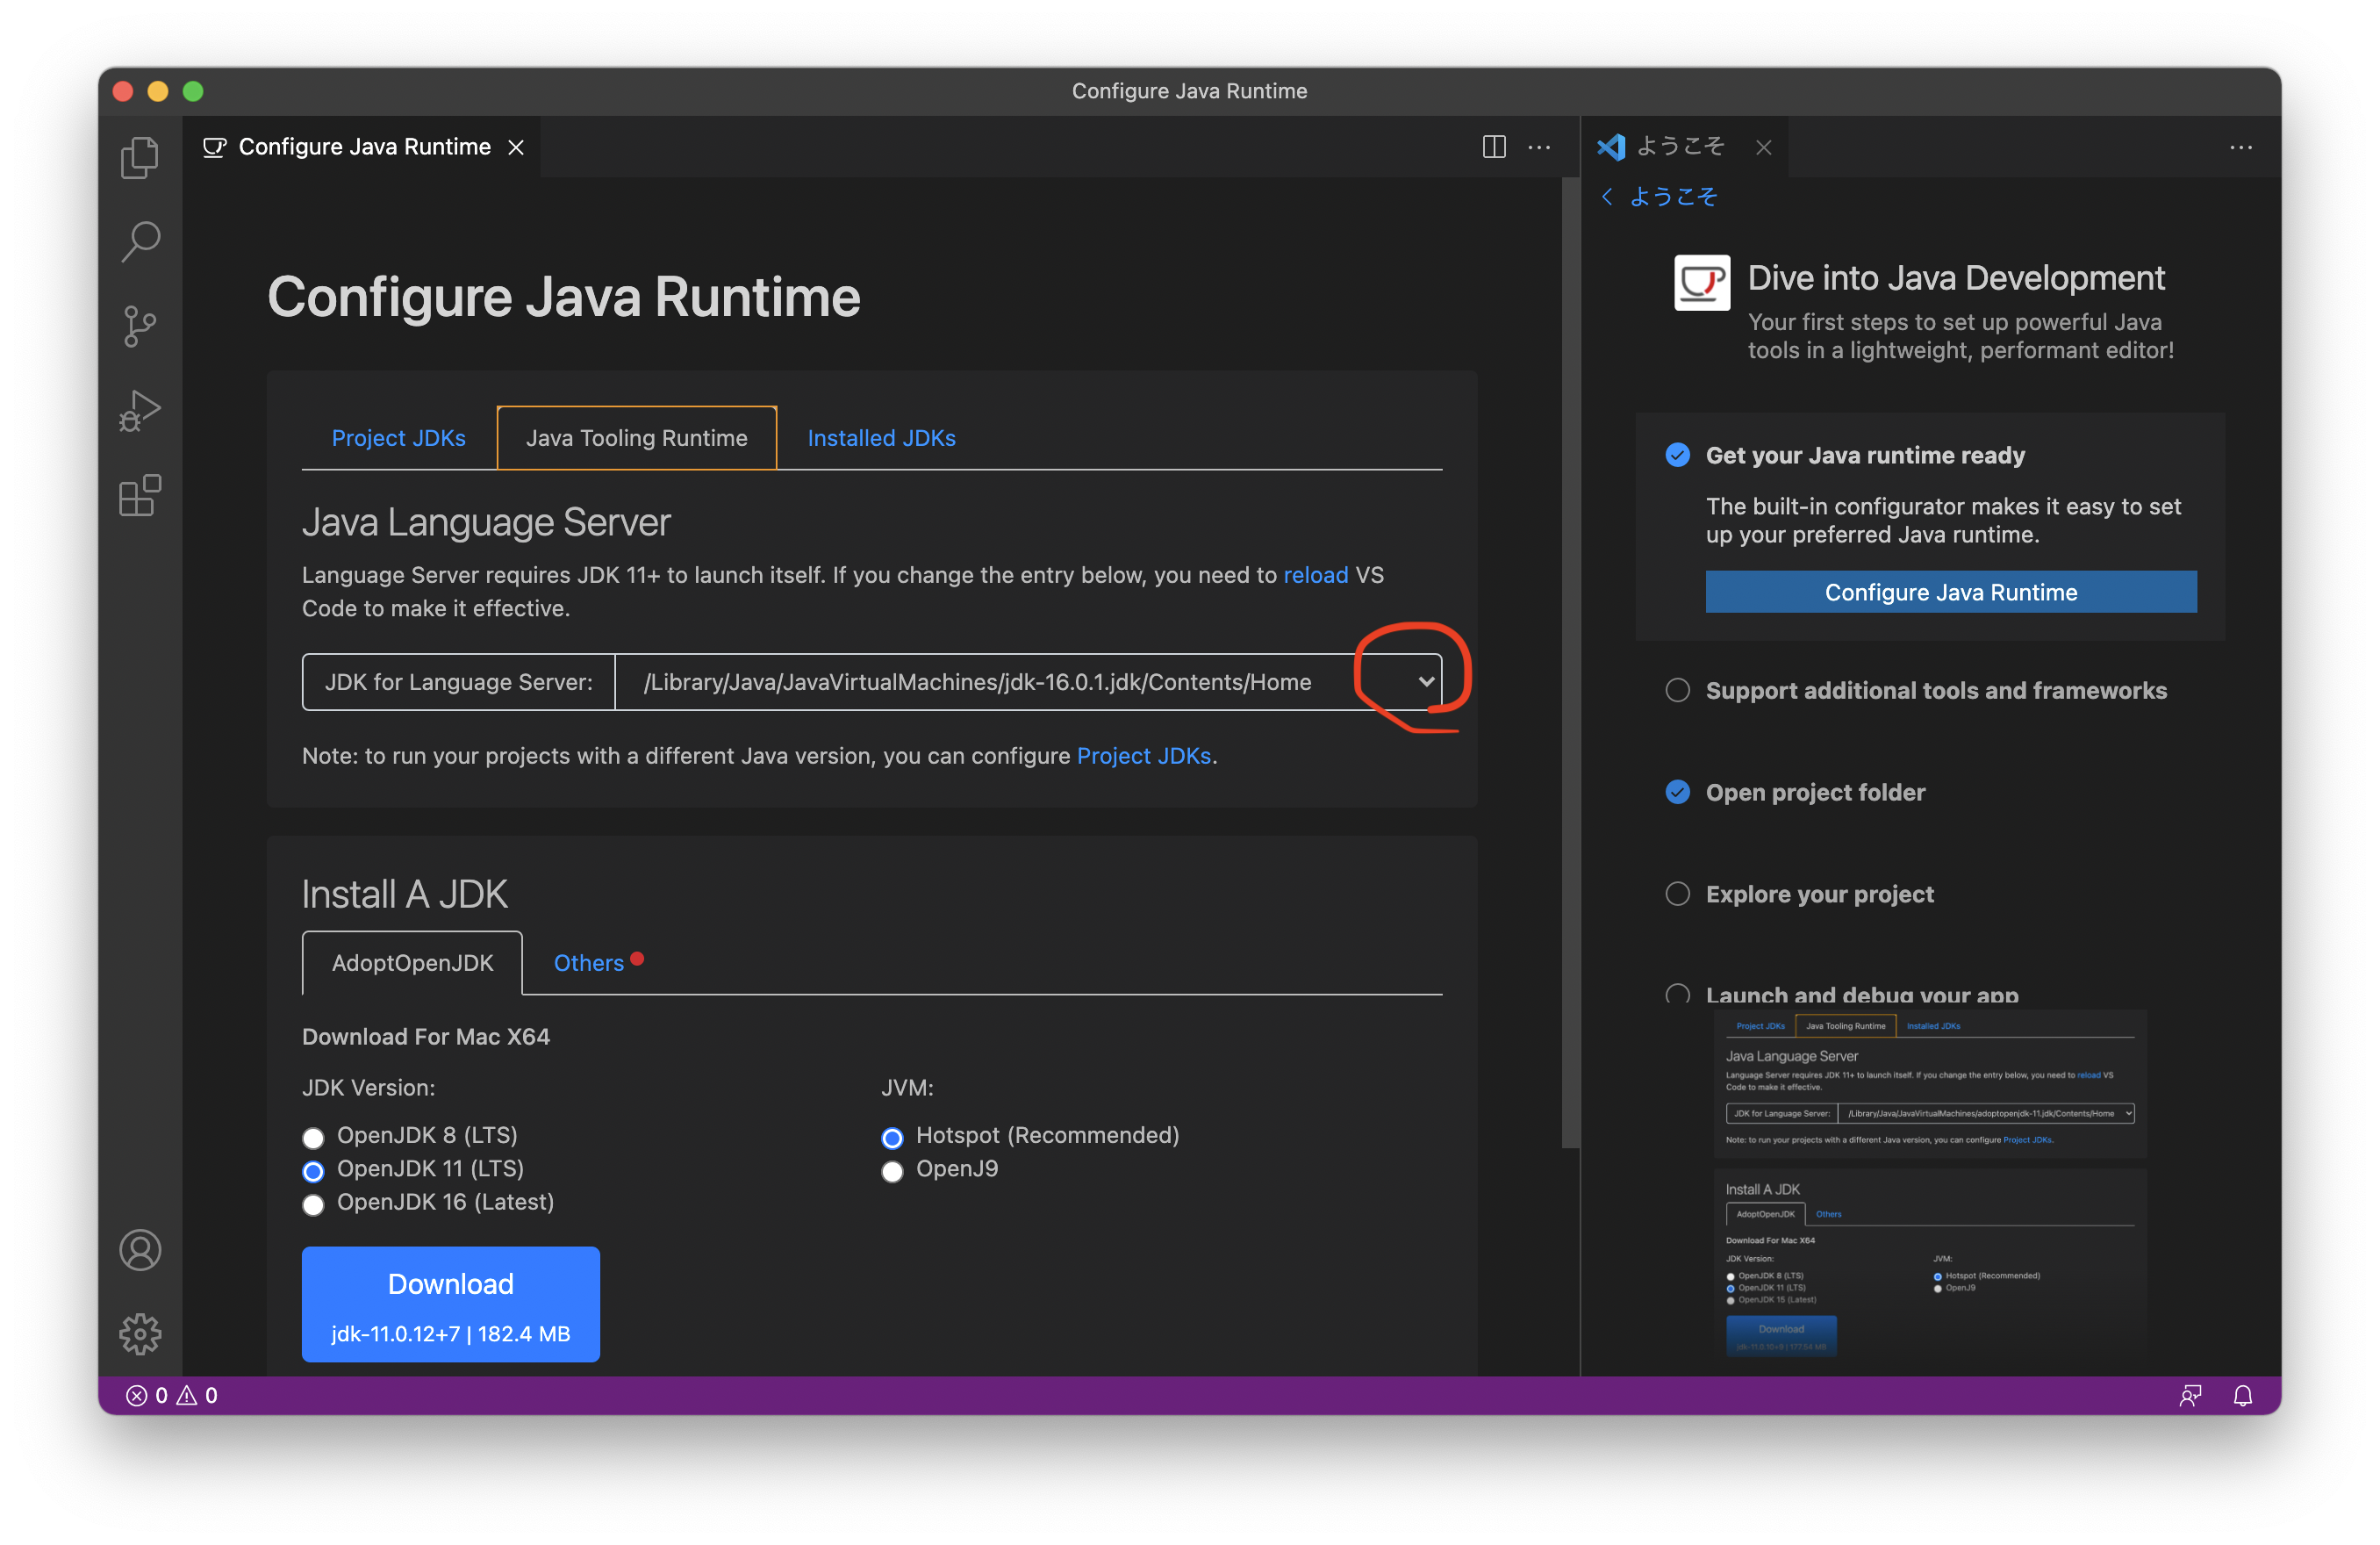 Configure Java Runtime
Configure Java Runtime
ようこそ
ようこそ
Configure Java Runtime
Project JDKs
Java Tooling Runtime
Installed JDKs
Java Language Server
Language Server requires JDK 11+ to launch itself. If you change the entry below, you need to reload VS
Code to make it effective.
JDK for Language Server:
/Library/Java/JavaVirtualMachines/jdk-16.0.1.jdk/Contents/Home
Note: to run your projects with a different Java version, you can configure Project JDKs.
Install A JDK
AdoptOpenJDK
Others
Download For Mac X64
JDK Version:
OpenJDK 8 (LTS)
OpenJDK 11 (LTS)
OpenJDK 16 (Latest)
JVM:
Hotspot (Recommended)
OpenJ9
Download
jdk-11.0.12+7 | 182.4 MB
Dive into Java Development
Your first steps to set up powerful Java
tools in a lightweight, performant editor!
Get your Java runtime ready
The built-in configurator makes it easy to set
up your preferred Java runtime.
Configure Java Runtime
Support additional tools and frameworks
Open project folder
Explore your project
Launch and debug your app
Project JDKs
Java Tooling Runtime
Installed JDKs
Java Language Server
Language Server requires JDK 11+ to launch itself. If you change the entry below, you need to reload VS
Code to make it effective.
JDK for Language Server:
/Library/Java/JavaVirtualMachines/adoptopenjdk-11.jdk/Contents/Home
Note: to run your projects with a different Java version, you can configure Project JDKs.
Install A JDK
AdoptOpenJDK
Others
Download For Mac X64
JDK Version:
OpenJDK 8 (LTS)
OpenJDK 11 (LTS)
OpenJDK 15 (Latest)
JVM:
Hotspot (Recommended)
OpenJ9
Download
jdk-11.0.10+9 | 177.64 MB
0 0